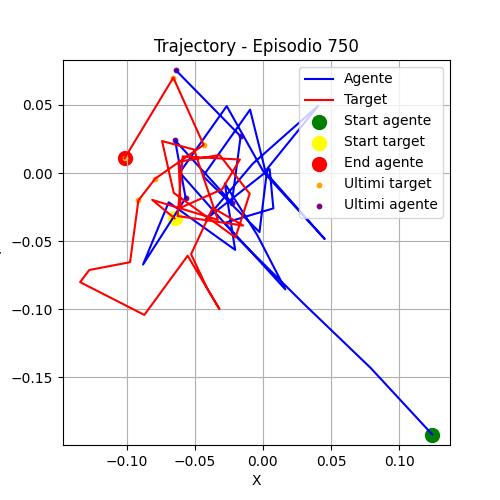 Trajectory - Episodio 750
Agente
Target
Start agente
Start target
End agente
Ultimi target
Ultimi agente
0.05
0.00
−0.05
−0.10
−0.15
−0.10
−0.05
0.00
0.05
0.10
X